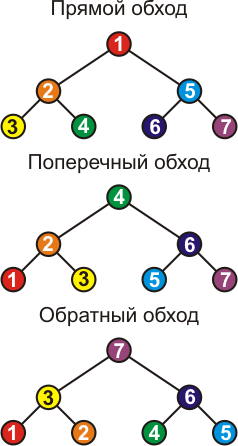 Прямой обход
1
2 5
3 4 6 7
Поперечный обход
4
2 6
1 3 5 7
Обратный обход
7
3 6
1 2 4 5